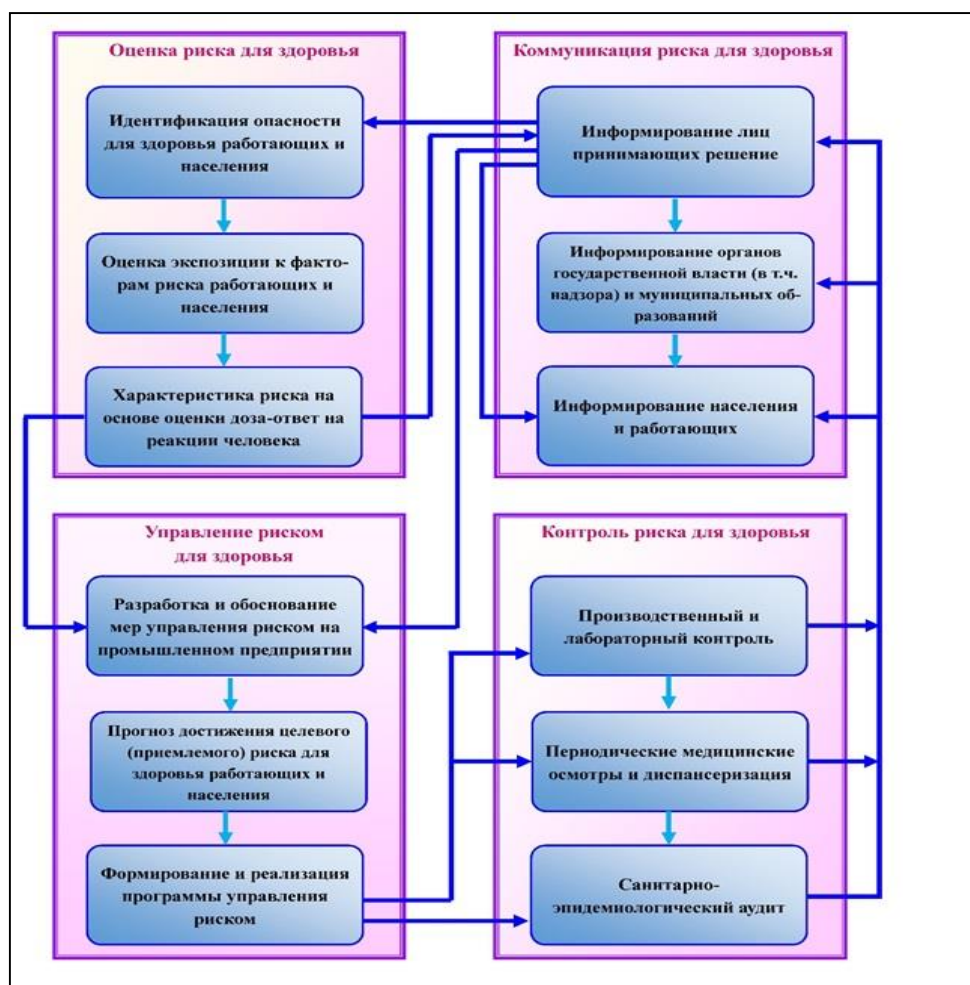 Оценка риска для здоровья
Идентификация опасности
для здоровья работающих и
населения
Оценка экспозиции к факто-
рам риска работающих и
населения
Характеристика риска на
основе оценки доза-ответ на
реакции человека
Коммуникация риска для здоровья
Информирование лиц
принимающих решение
Информирование органов
государственной власти (в т.ч.
надзора) и муниципальных об-
разований
Информирование населения
и работающих
Управление риском
для здоровья
Разработка и обоснование
мер управления риском на
промышленном предприятии
Прогноз достижения целевого
(приемлемого) риска для
здоровья работающих и
населения
Формирование и реализация
программы управления
риском
Контроль риска для здоровья
Производственный и
лабораторный контроль
Периодические медицинские
осмотры и диспансеризация
Санитарно-
эпидемиологический аудит